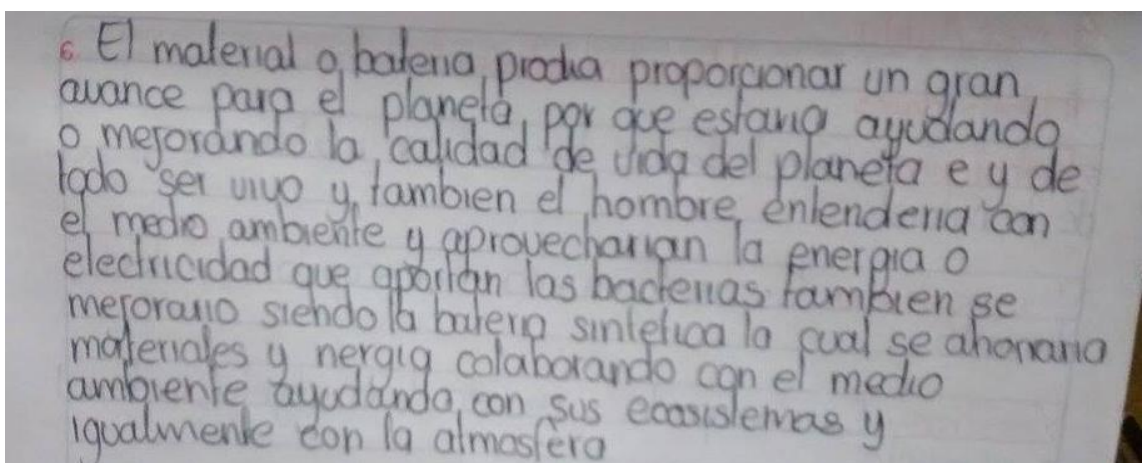 6. El material o bateria, prodia proporcionar un gran
avance para el planeta, por que estaria ayudando
o mejorando la calidad de vida del planeta e y de
todo ser vivo y tambien el hombre entenderia con
el medio ambiente y aprovecharian la energia o
electricidad que aportan las bacterias tambien se
mejorario siendo la bateria sintetica la cual se ahorraria
materiales y nergia colaborando con el medio
ambiente ayudando con sus ecosistemas y
igualmente con la atmosfera